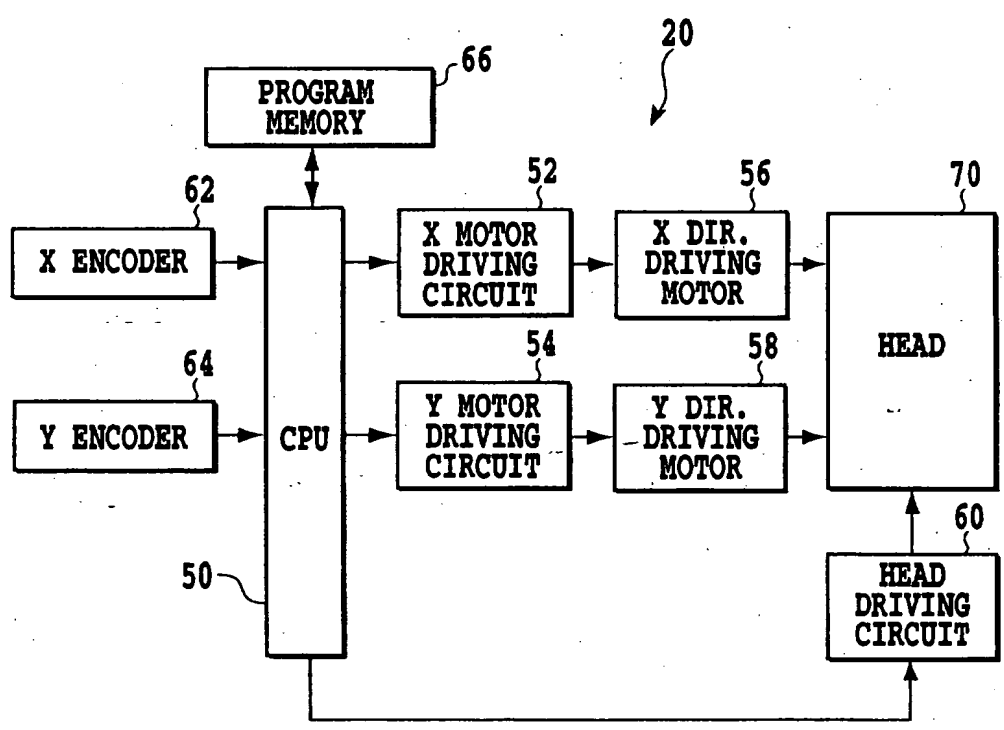 20
66
PROGRAM
MEMORY
62
X ENCODER
52
X MOTOR
DRIVING
CIRCUIT
56
X DIR.
DRIVING
MOTOR
70
HEAD
64
Y ENCODER
CPU
54
Y MOTOR
DRIVING
CIRCUIT
58
Y DIR.
DRIVING
MOTOR
50
60
HEAD
DRIVING
CIRCUIT